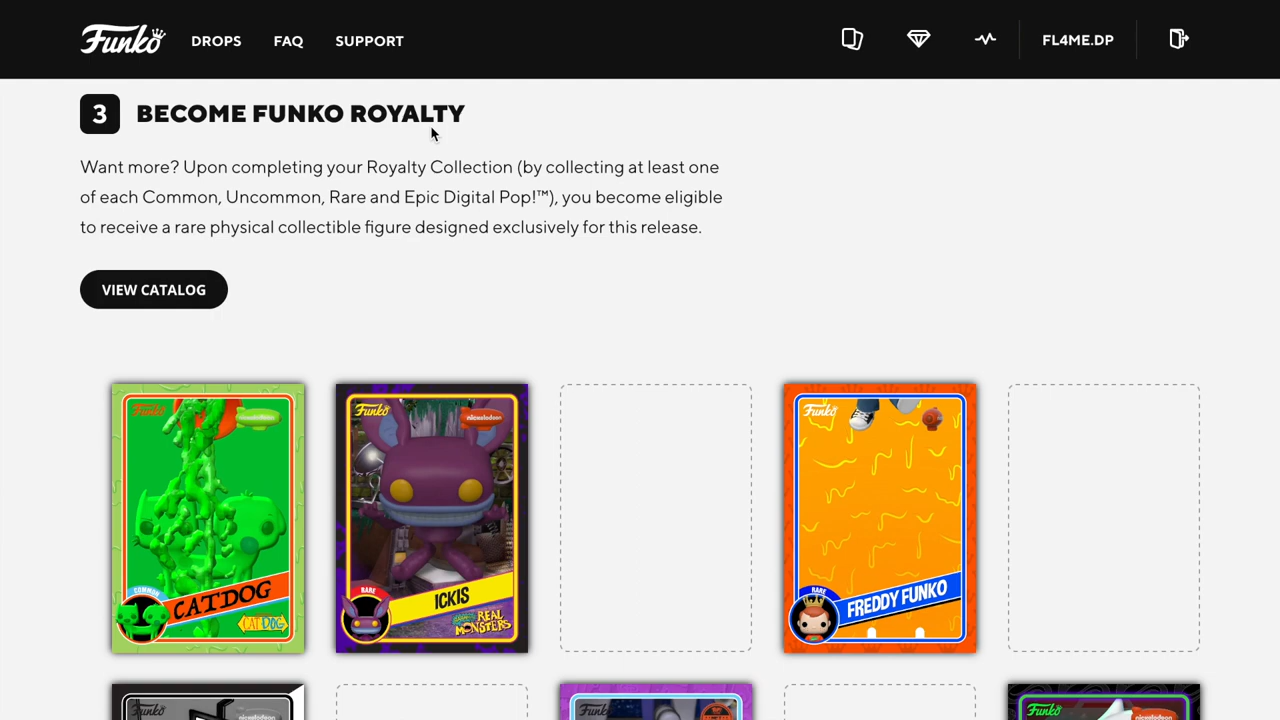 Funko
DROPS
FAQ
SUPPORT
FL4ME.DP
3
BECOME FUNKO ROYALTY
Want more? Upon completing your Royalty Collection (by collecting at least one
of each Common, Uncommon, Rare and Epic Digital Pop!™), you become eligible
to receive a rare physical collectible figure designed exclusively for this release.
VIEW CATALOG
Funko
COMMON
CATDOG
CATDOG
Funko
nickelodeon
RARE
ICKIS
REAL
MONSTERS
Funko
RARE
FREDDY FUNKO
Funko
nickelodeon
Funko
Funko
nickelodeon